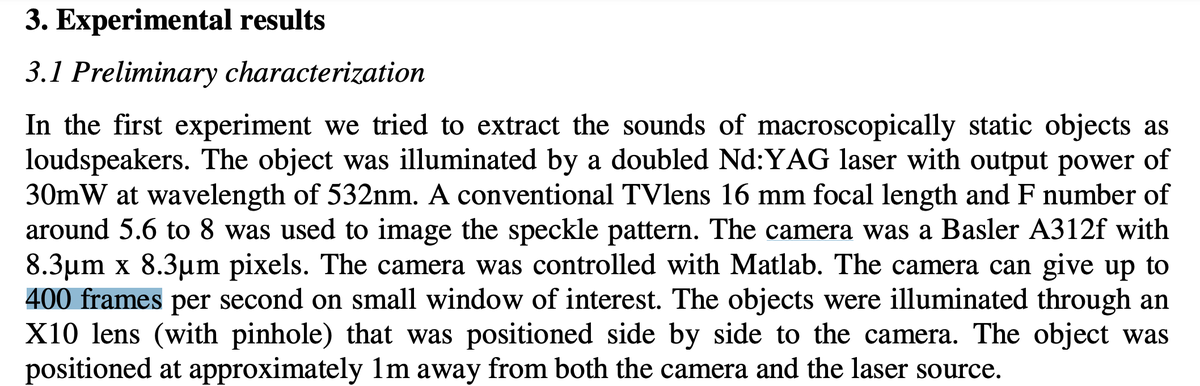 3. Experimental results
3.1 Preliminary characterization
In the first experiment we tried to extract the sounds of macroscopically static objects as
loudspeakers. The object was illuminated by a doubled Nd:YAG laser with output power of
30mW at wavelength of 532nm. A conventional TVlens 16 mm focal length and F number of
around 5.6 to 8 was used to image the speckle pattern. The camera was a Basler A312f with
8.3μm x 8.3μm pixels. The camera was controlled with Matlab. The camera can give up to
400 frames per second on small window of interest. The objects were illuminated through an
X10 lens (with pinhole) that was positioned side by side to the camera. The object was
positioned at approximately 1m away from both the camera and the laser source.